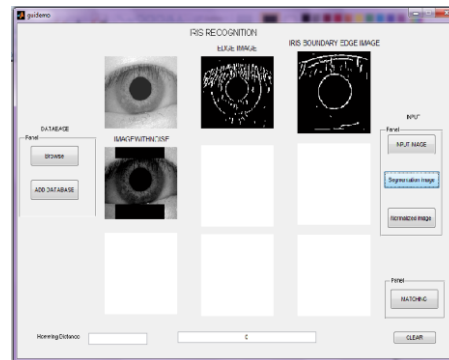 guidemo
IRIS RECOGNITION
EDGE IMAGE
IRIS BOUNDARY EDGE IMAGE
DATABASE
Panel
Browse
ADD DATABASE
IMAGEWITHNOISE
INPUT
Panel
INPUT IMAGE
Segmentation image
Normalized image
Panel
MATCHING
Hamming Distance
CLEAR